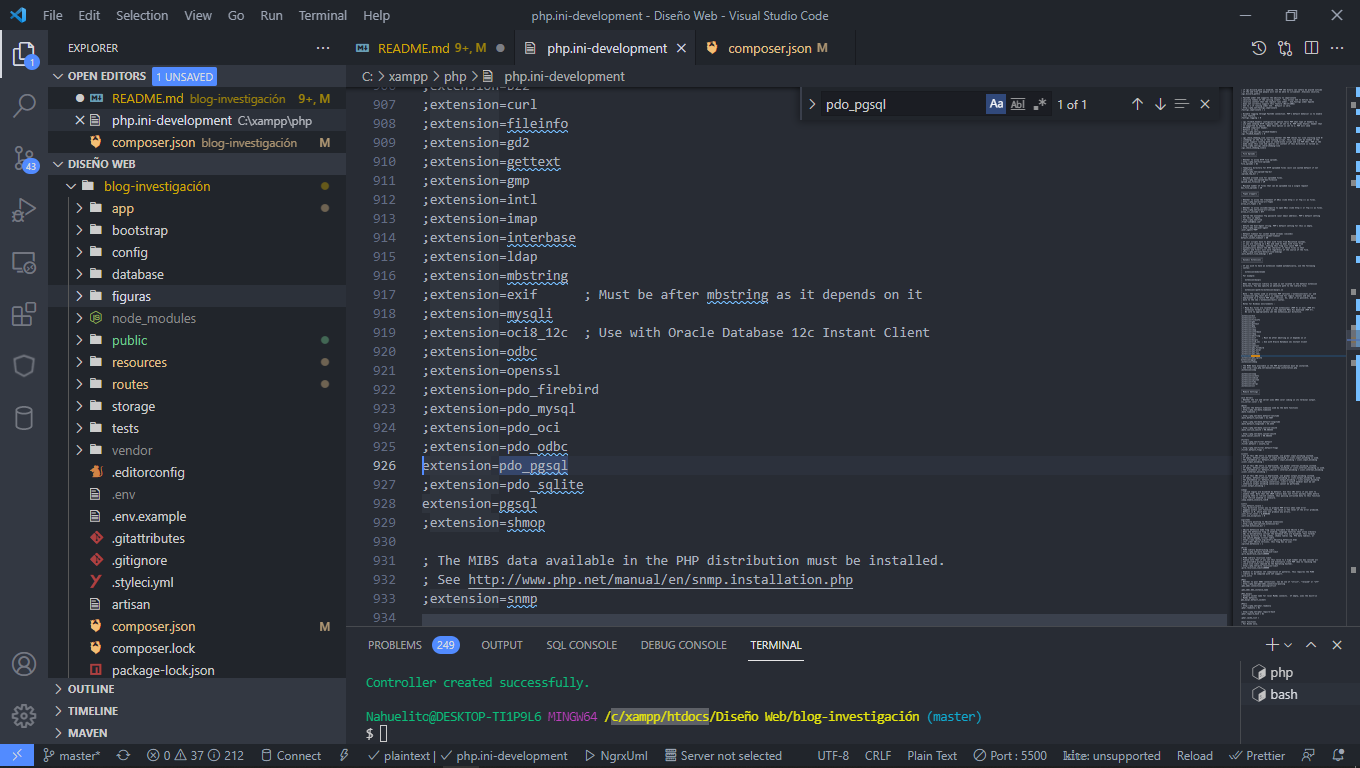 File Edit Selection View Go Run Terminal Help php.ini-development - Diseño Web - Visual Studio Code
EXPLORER
README.md 9+, M
php.ini-development
composer.json M
OPEN EDITORS 1 UNSAVED
README.md blog-investigación 9+, M
php.ini-development C:\xampp\php
composer.json blog-investigación M
DISEÑO WEB
blog-investigación
app
bootstrap
config
database
figuras
node_modules
public
resources
routes
storage
tests
vendor
.editorconfig
.env
.env.example
.gitattributes
.gitignore
.styleci.yml
artisan
composer.json M
composer.lock
package-lock.json
OUTLINE
TIMELINE
MAVEN
1
43
C: > xampp > php > php.ini-development
pdo_pgsql Aa Abl .* 1 of 1
907 ;extension=curl
908 ;extension=fileinfo
909 ;extension=gd2
910 ;extension=gettext
911 ;extension=gmp
912 ;extension=intl
913 ;extension=imap
914 ;extension=interbase
915 ;extension=ldap
916 ;extension=mbstring
917 ;extension=exif ; Must be after mbstring as it depends on it
918 ;extension=mysqli
919 ;extension=oci8_12c ; Use with Oracle Database 12c Instant Client
920 ;extension=odbc
921 ;extension=openssl
922 ;extension=pdo_firebird
923 ;extension=pdo_mysql
924 ;extension=pdo_oci
925 ;extension=pdo_odbc
926 extension=pdo_pgsql
927 ;extension=pdo_sqlite
928 extension=pgsql
929 ;extension=shmop
930
931 ; The MIBS data available in the PHP distribution must be installed.
932 ; See http://www.php.net/manual/en/snmp.installation.php
933 ;extension=snmp
934
PROBLEMS 249 OUTPUT SQL CONSOLE DEBUG CONSOLE TERMINAL
Controller created successfully.
Nahuelitc@DESKTOP-TI1P9L6 MINGW64 /c/xampp/htdocs/Diseño Web/blog-investigación (master)
$
php
bash
master* 0 37 212 Connect plaintext | php.ini-development NgrxUml Server not selected UTF-8 CRLF Plain Text Port : 5500 kite: unsupported Reload Prettier